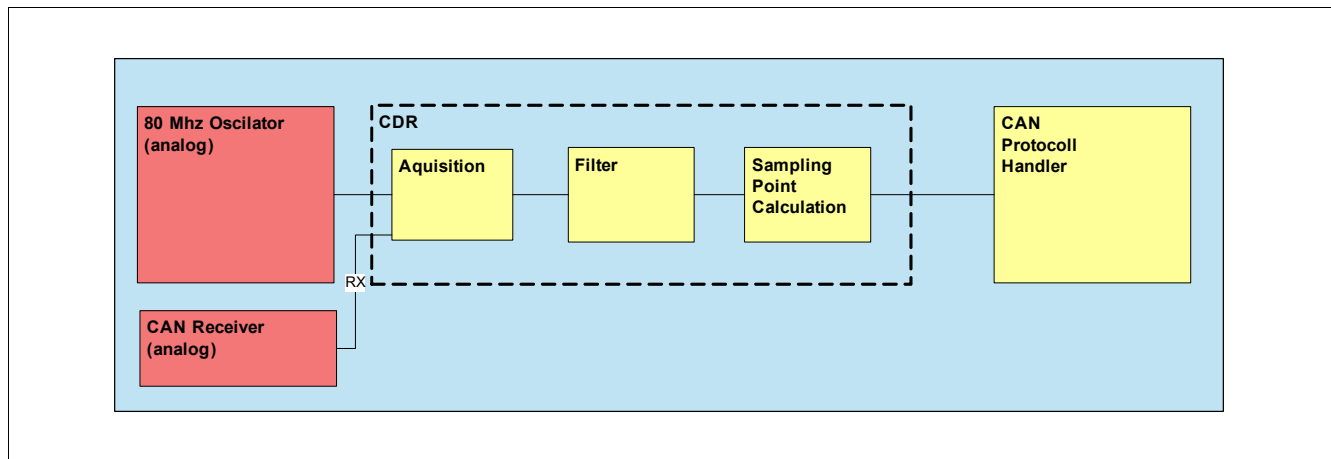 80 Mhz Oscilator
(analog)
CDR
Aquisition
Filter
Sampling
Point
Calculation
CAN
Protocoll
Handler
RX
CAN Receiver
(analog)